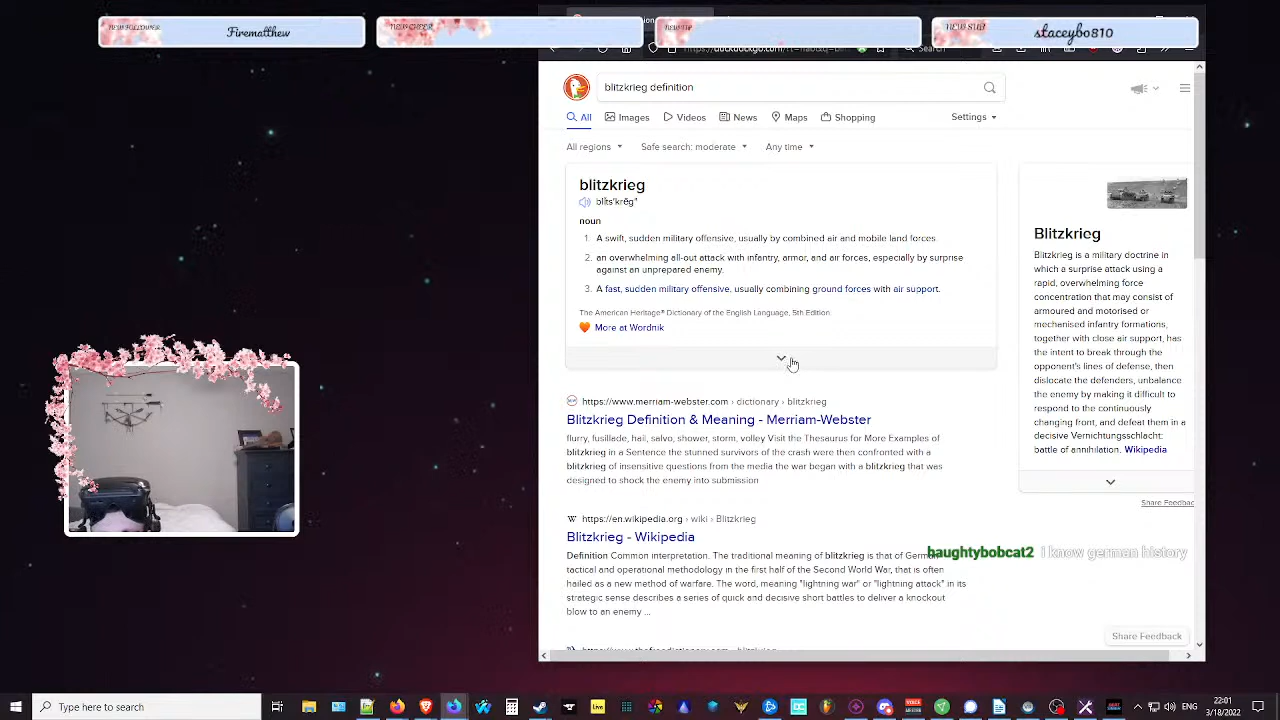 NEW FOLLOWER
Firematthew
NEW CHEER
NEW TIP
NEW SUB
staceybo810
Search
blitzkrieg definition
All
Images
Videos
News
Maps
Shopping
Settings
All regions
Safe search: moderate
Any time
blitzkrieg
blĭts'krēg"
noun
1. A swift, sudden military offensive, usually by combined air and mobile land forces.
2. an overwhelming all-out attack with infantry, armor, and air forces, especially by surprise
against an unprepared enemy.
3. A fast, sudden military offensive, usually combining ground forces with air support.
The American Heritage® Dictionary of the English Language, 5th Edition
More at Wordnik
https://www.merriam-webster.com › dictionary › blitzkrieg
Blitzkrieg Definition & Meaning - Merriam-Webster
flurry, fusillade, hail, salvo, shower, storm, volley Visit the Thesaurus for More Examples of
blitzkrieg in a Sentence the stunned survivors of the crash were then confronted with a
blitzkrieg of insensitive questions from the media the war began with a blitzkrieg that was
designed to shock the enemy into submission
W https://en.wikipedia.org › wiki › Blitzkrieg
Blitzkrieg - Wikipedia
Definition Common interpretation. The traditional meaning of blitzkrieg is that of German
tactical and operational methodology in the first half of the Second World War, that is often
hailed as a new method of warfare. The word, meaning "lightning war" or "lightning attack" in its
strategic sense describes a series of quick and decisive short battles to deliver a knockout
blow to an enemy ...
Blitzkrieg
Blitzkrieg is a military doctrine in
which a surprise attack using a
rapid, overwhelming force
concentration that may consist of
armoured and motorised or
mechanised infantry formations,
together with close air support, has
the intent to break through the
opponent's lines of defense, then
dislocate the defenders, unbalance
the enemy by making it difficult to
respond to the continuously
changing front, and defeat them in a
decisive Vernichtungsschlacht:
battle of annihilation. Wikipedia
Share Feedbac
haughtybobcat2 i know german history
Share Feedback
Type here to search
Live
22:01
3/18/2022